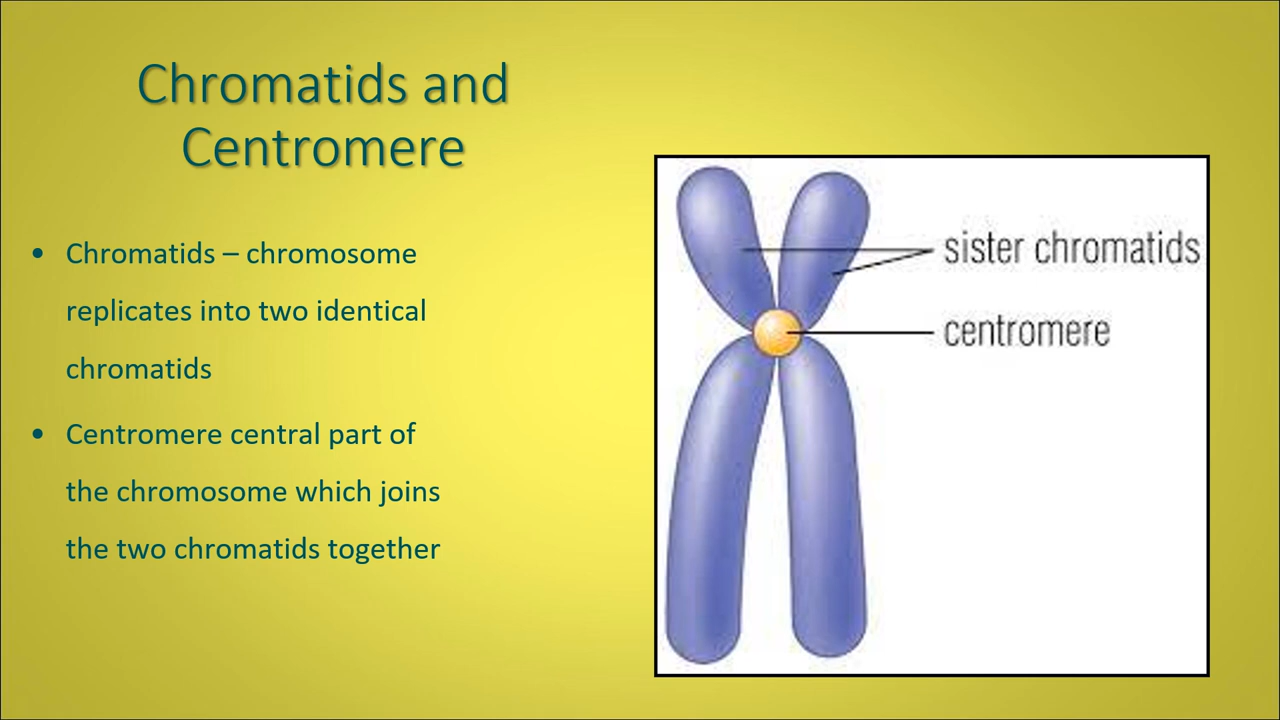 Chromatids and
Centromere
• Chromatids – chromosome
replicates into two identical
chromatids
• Centromere central part of
the chromosome which joins
the two chromatids together
sister chromatids
centromere